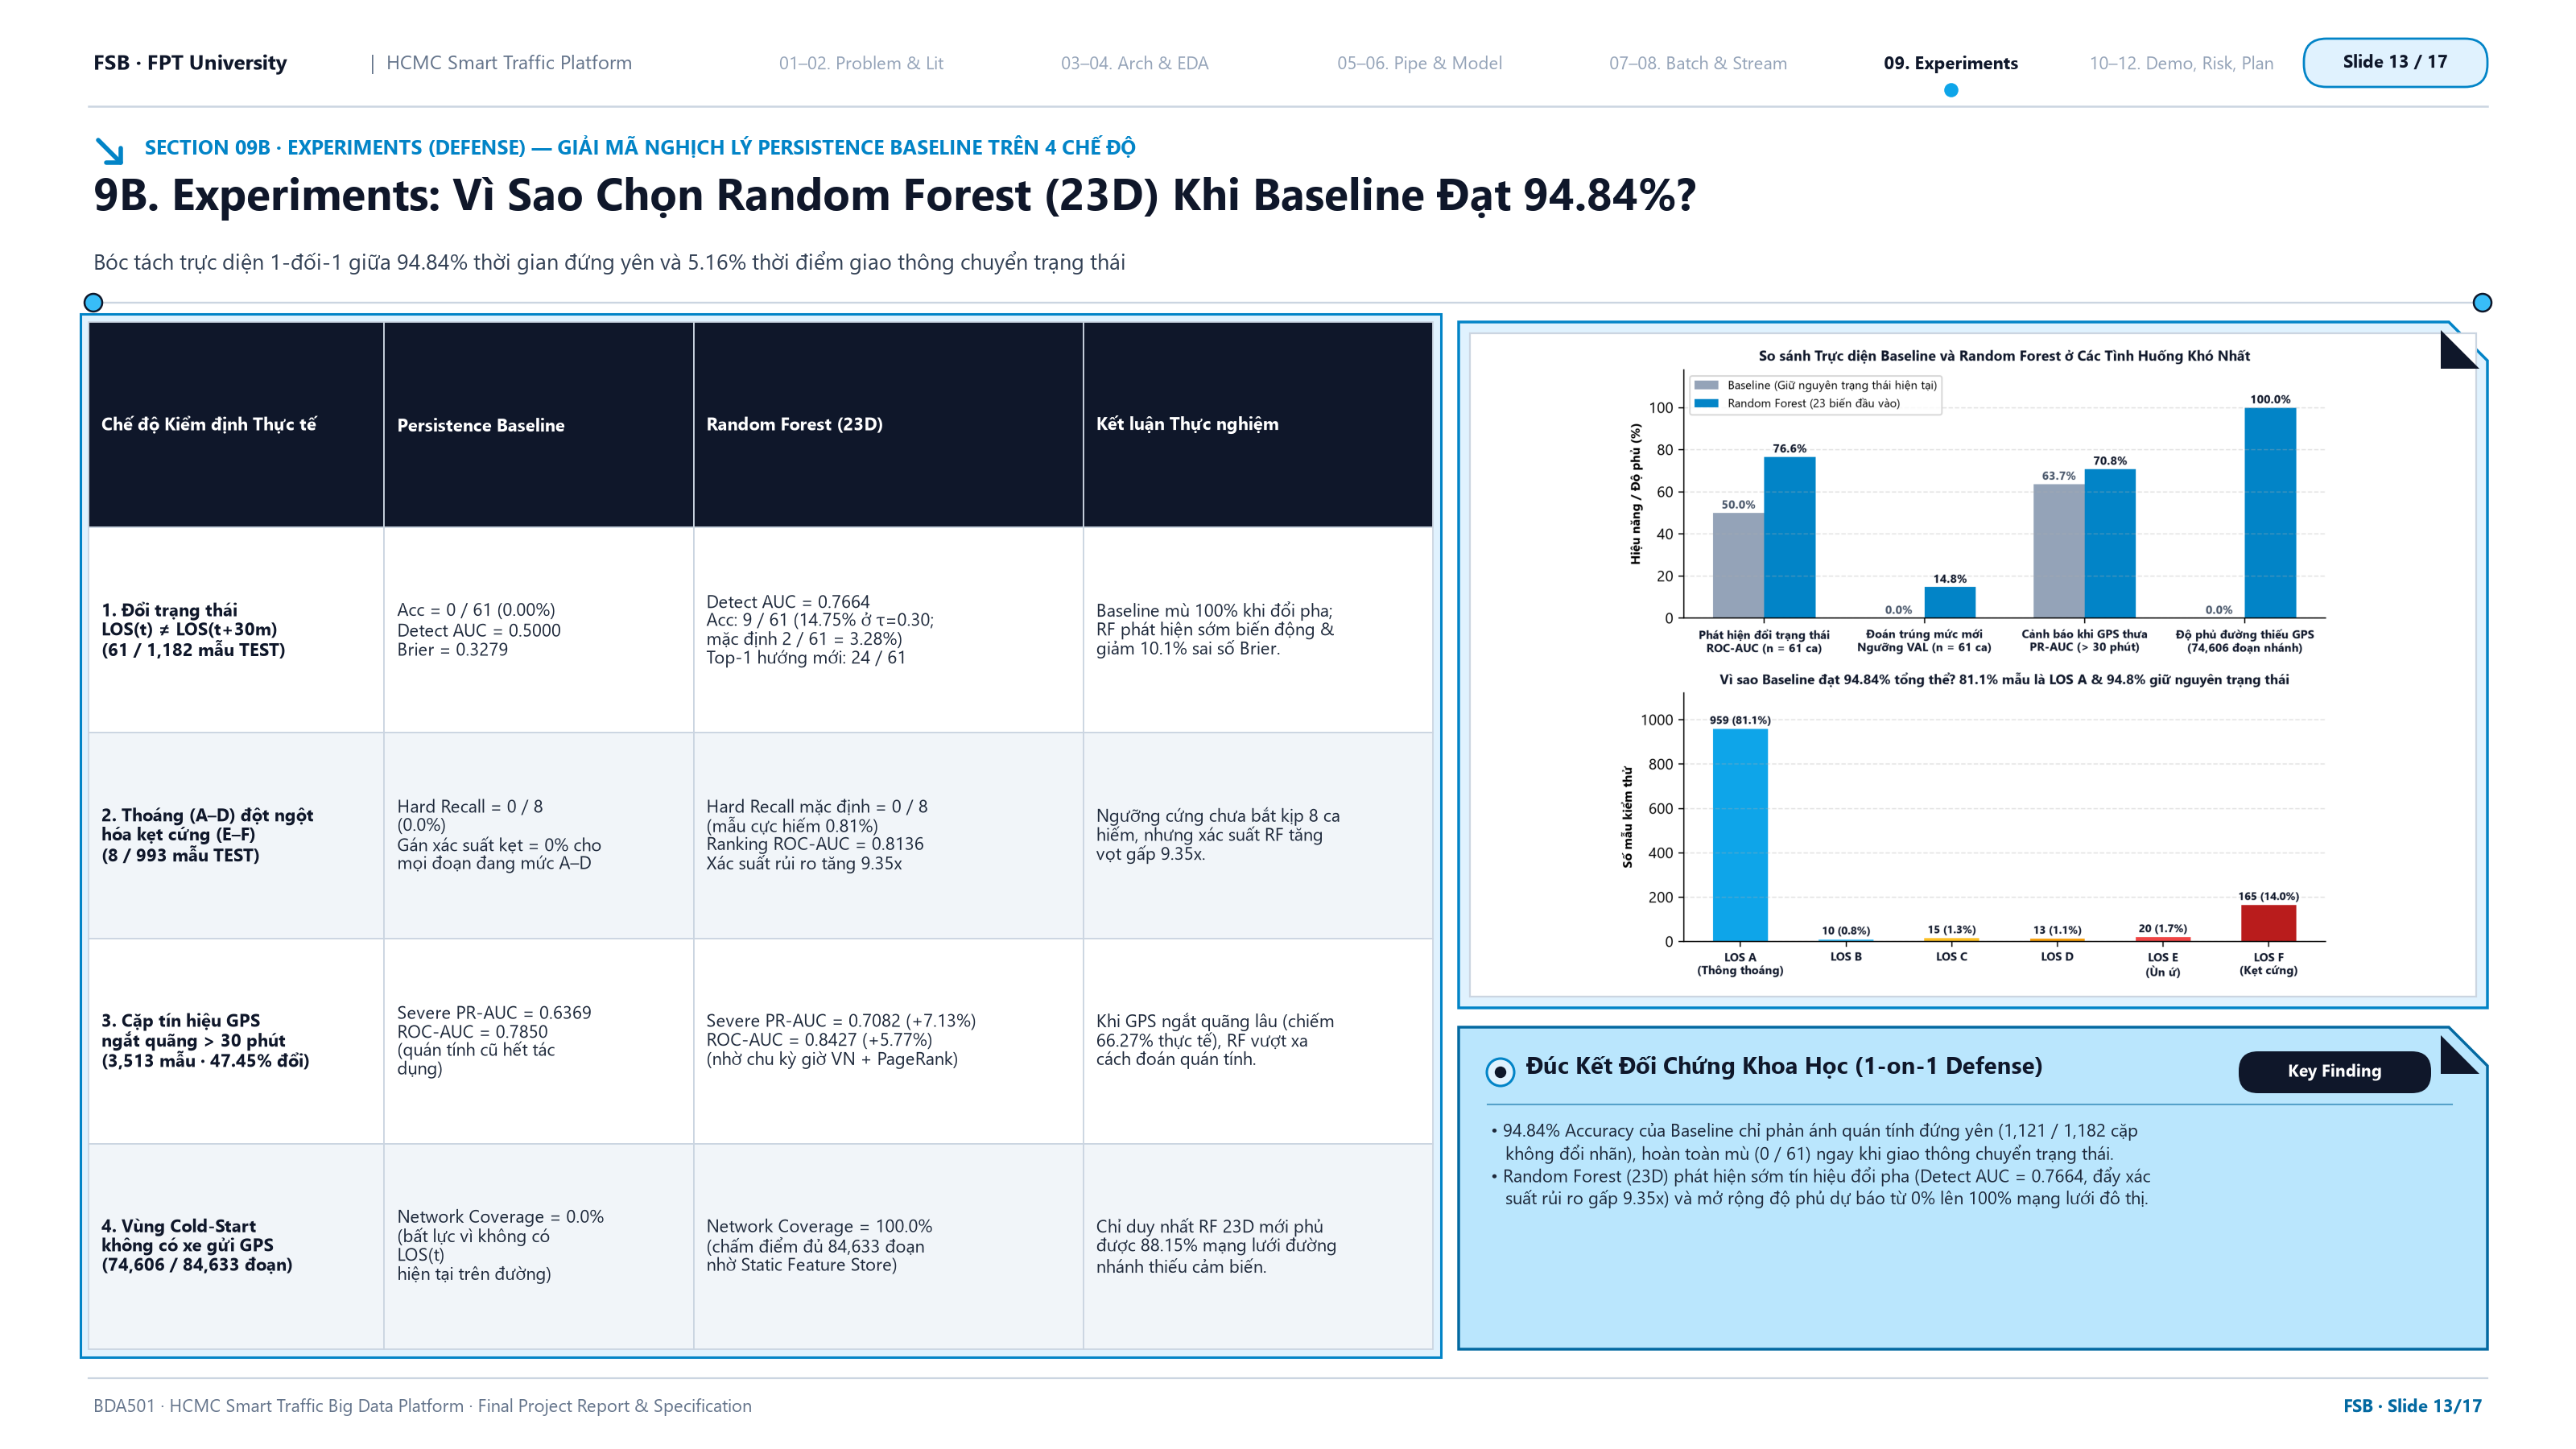 FSB · FPT University
| HCMC Smart Traffic Platform
01–02. Problem & Lit
03–04. Arch & EDA
05–06. Pipe & Model
07–08. Batch & Stream
09. Experiments
10–12. Demo, Risk, Plan
Slide 13 / 17
SECTION 09B · EXPERIMENTS (DEFENSE) — GIẢI MÃ NGHỊCH LÝ PERSISTENCE BASELINE TRÊN 4 CHẾ ĐỘ
9B. Experiments: Vì Sao Chọn Random Forest (23D) Khi Baseline Đạt 94.84%?
Bóc tách trực diện 1-đối-1 giữa 94.84% thời gian đứng yên và 5.16% thời điểm giao thông chuyển trạng thái
Chế độ Kiểm định Thực tế
Persistence Baseline
Random Forest (23D)
Kết luận Thực nghiệm
1. Đổi trạng thái
LOS(t) ≠ LOS(t+30m)
(61 / 1,182 mẫu TEST)
Acc = 0 / 61 (0.00%)
Detect AUC = 0.5000
Brier = 0.3279
Detect AUC = 0.7664
Acc: 9 / 61 (14.75% ở τ=0.30;
mặc định 2 / 61 = 3.28%)
Top-1 hướng mới: 24 / 61
Baseline mù 100% khi đổi pha;
RF phát hiện sớm biến động &
giảm 10.1% sai số Brier.
2. Thoáng (A–D) đột ngột
hóa kẹt cứng (E–F)
(8 / 993 mẫu TEST)
Hard Recall = 0 / 8
(0.0%)
Gán xác suất kẹt = 0% cho
mọi đoạn đang mức A–D
Hard Recall mặc định = 0 / 8
(mẫu cực hiếm 0.81%)
Ranking ROC-AUC = 0.8136
Xác suất rủi ro tăng 9.35x
Ngưỡng cứng chưa bắt kịp 8 ca
hiếm, nhưng xác suất RF tăng
vọt gấp 9.35x.
3. Cặp tín hiệu GPS
ngắt quãng > 30 phút
(3,513 mẫu · 47.45% đổi)
Severe PR-AUC = 0.6369
ROC-AUC = 0.7850
(quán tính cũ hết tác
dụng)
Severe PR-AUC = 0.7082 (+7.13%)
ROC-AUC = 0.8427 (+5.77%)
(nhờ chu kỳ giờ VN + PageRank)
Khi GPS ngắt quãng lâu (chiếm
66.27% thực tế), RF vượt xa
cách đoán quán tính.
4. Vùng Cold-Start
không có xe gửi GPS
(74,606 / 84,633 đoạn)
Network Coverage = 0.0%
(bất lực vì không có
LOS(t)
hiện tại trên đường)
Network Coverage = 100.0%
(chấm điểm đủ 84,633 đoạn
nhờ Static Feature Store)
Chỉ duy nhất RF 23D mới phủ
được 88.15% mạng lưới đường
nhánh thiếu cảm biến.
So sánh Trực diện Baseline và Random Forest ở Các Tình Huống Khó Nhất
Baseline (Giữ nguyên trạng thái hiện tại)
Random Forest (23 biến đầu vào)
Hiệu năng / Độ phủ (%)
100
80
60
40
20
0
50.0%
76.6%
0.0%
14.8%
63.7%
70.8%
0.0%
100.0%
Phát hiện đổi trạng thái
ROC-AUC (n = 61 ca)
Đoán trúng mức mới
Ngưỡng VAL (n = 61 ca)
Cảnh báo khi GPS thưa
PR-AUC (> 30 phút)
Độ phủ đường thiếu GPS
(74,606 đoạn nhánh)
Vì sao Baseline đạt 94.84% tổng thể? 81.1% mẫu là LOS A & 94.8% giữ nguyên trạng thái
Số mẫu kiểm thử
1000
800
600
400
200
0
959 (81.1%)
10 (0.8%)
15 (1.3%)
13 (1.1%)
20 (1.7%)
165 (14.0%)
LOS A
(Thông thoáng)
LOS B
LOS C
LOS D
LOS E
(Ùn ứ)
LOS F
(Kẹt cứng)
Đúc Kết Đối Chứng Khoa Học (1-on-1 Defense)
Key Finding
• 94.84% Accuracy của Baseline chỉ phản ánh quán tính đứng yên (1,121 / 1,182 cặp
không đổi nhãn), hoàn toàn mù (0 / 61) ngay khi giao thông chuyển trạng thái.
• Random Forest (23D) phát hiện sớm tín hiệu đổi pha (Detect AUC = 0.7664, đẩy xác
suất rủi ro gấp 9.35x) và mở rộng độ phủ dự báo từ 0% lên 100% mạng lưới đô thị.
BDA501 · HCMC Smart Traffic Big Data Platform · Final Project Report & Specification
FSB · Slide 13/17